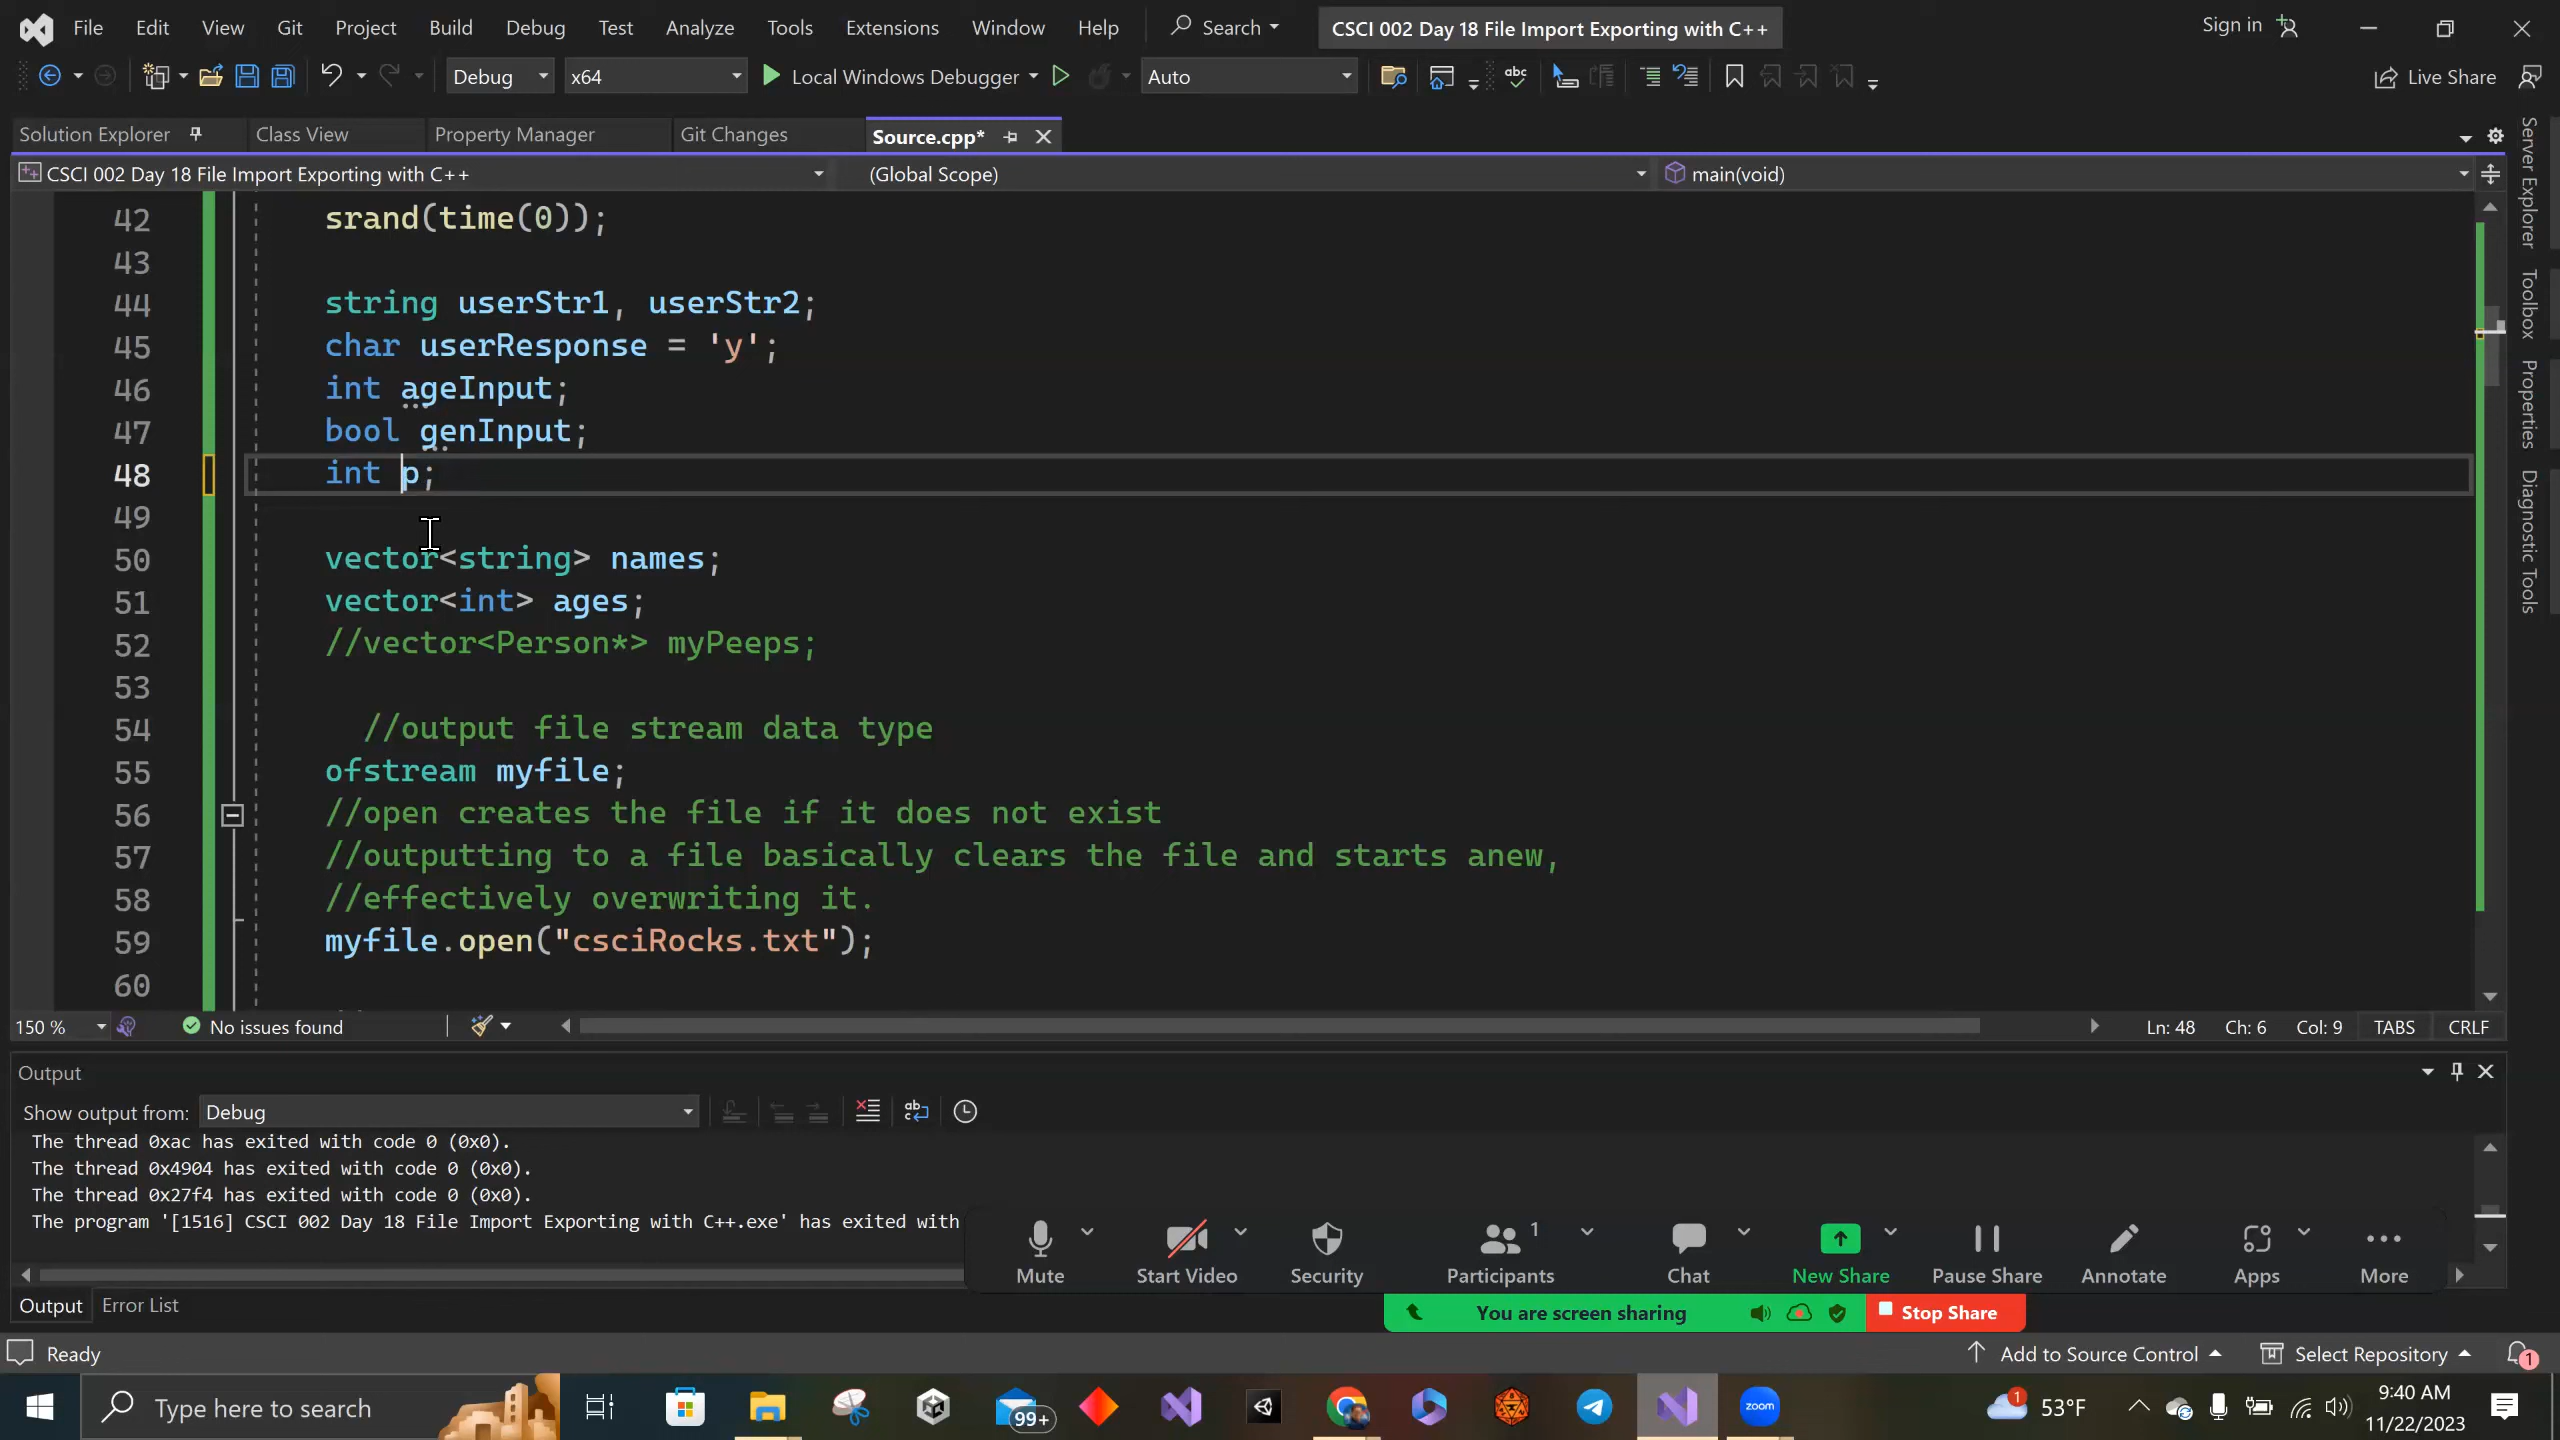 File Edit View Git Project Build Debug Test Analyze Tools Extensions Window Help Search CSCI 002 Day 18 File Import Exporting with C++ Sign in
Debug x64 Local Windows Debugger Auto Live Share
Solution Explorer Class View Property Manager Git Changes Source.cpp*
CSCI 002 Day 18 File Import Exporting with C++ (Global Scope) main(void)
42 srand(time(0));
43
44 string userStr1, userStr2;
45 char userResponse = 'y';
46 int ageInput;
47 bool genInput;
48 int p;
49
50 vector<string> names;
51 vector<int> ages;
52 //vector<Person*> myPeeps;
53
54 //output file stream data type
55 ofstream myfile;
56 //open creates the file if it does not exist
57 //outputting to a file basically clears the file and starts anew,
58 //effectively overwriting it.
59 myfile.open("csciRocks.txt");
60
Server Explorer
Toolbox
Properties
Diagnostic Tools
150 % No issues found Ln: 48 Ch: 6 Col: 9 TABS CRLF
Output
Show output from: Debug
The thread 0xac has exited with code 0 (0x0).
The thread 0x4904 has exited with code 0 (0x0).
The thread 0x27f4 has exited with code 0 (0x0).
The program '[1516] CSCI 002 Day 18 File Import Exporting with C++.exe' has exited with
Mute Start Video Security Participants 1 Chat New Share Pause Share Annotate Apps More
Output Error List
You are screen sharing Stop Share
Ready Add to Source Control Select Repository 1
Type here to search 99+ zoom 1 53°F 9:40 AM
11/22/2023